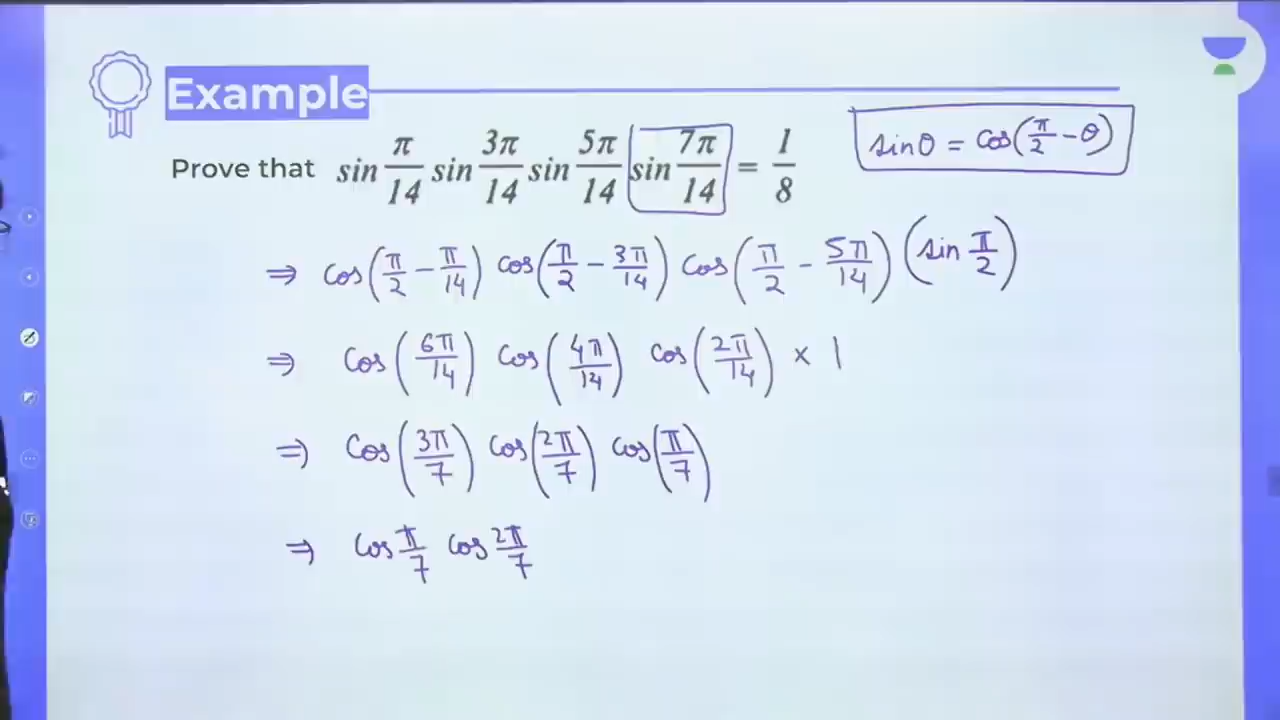 Example
sinθ = cos(π/2 − θ)
Prove that sin π/14 sin 3π/14 sin 5π/14 sin 7π/14 = 1/8
⇒ cos(π/2 − π/14) cos(π/2 − 3π/14) cos(π/2 − 5π/14) (sin π/2)
⇒ cos(6π/14) cos(4π/14) cos(2π/14) × 1
⇒ cos(3π/7) cos(2π/7) cos(π/7)
⇒ cos π/7 cos 2π/7